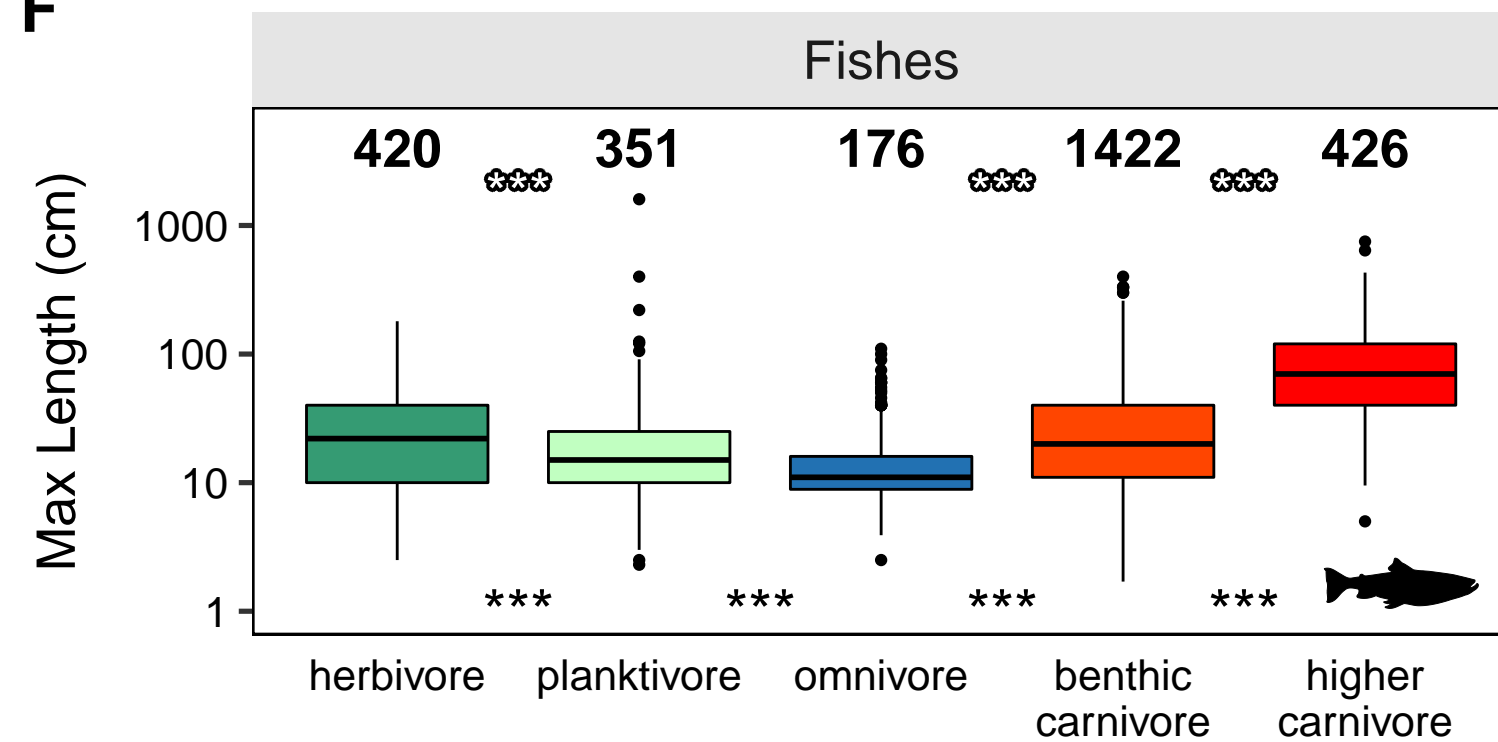 F
Fishes
420 351 176 1422 426
*** *** ***
Max Length (cm)
1000
100
10
1
*** *** *** ***
herbivore planktivore omnivore benthic carnivore higher carnivore